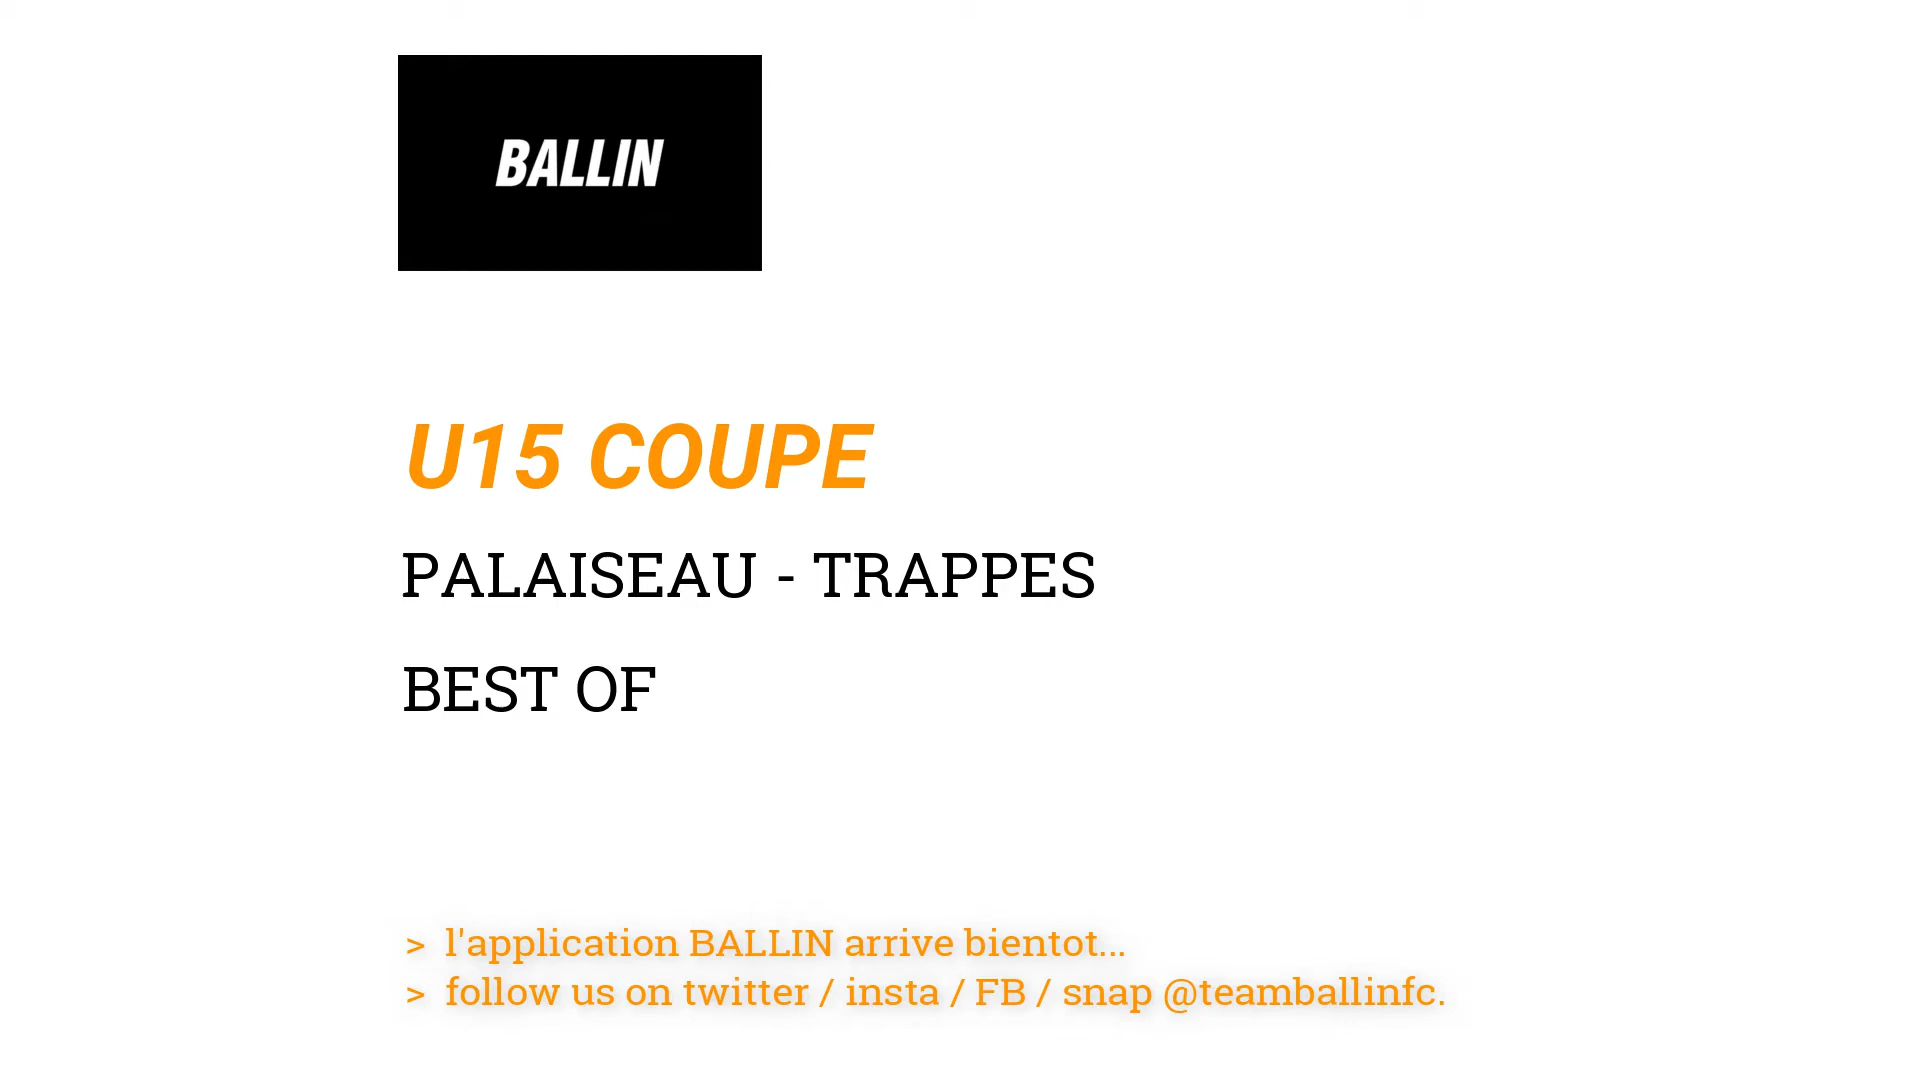 BALLIN
U15 COUPE
PALAISEAU - TRAPPES
BEST OF
> l'application BALLIN arrive bientot...
> follow us on twitter / insta / FB / snap @teamballinfc.